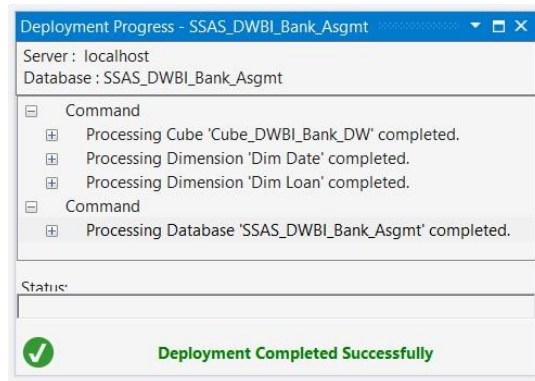 Deployment Progress - SSAS_DWBI_Bank_Asgmt
Server : localhost
Database : SSAS_DWBI_Bank_Asgmt
Command
Processing Cube 'Cube_DWBI_Bank_DW' completed.
Processing Dimension 'Dim Date' completed.
Processing Dimension 'Dim Loan' completed.
Command
Processing Database 'SSAS_DWBI_Bank_Asgmt' completed.
Status:
Deployment Completed Successfully